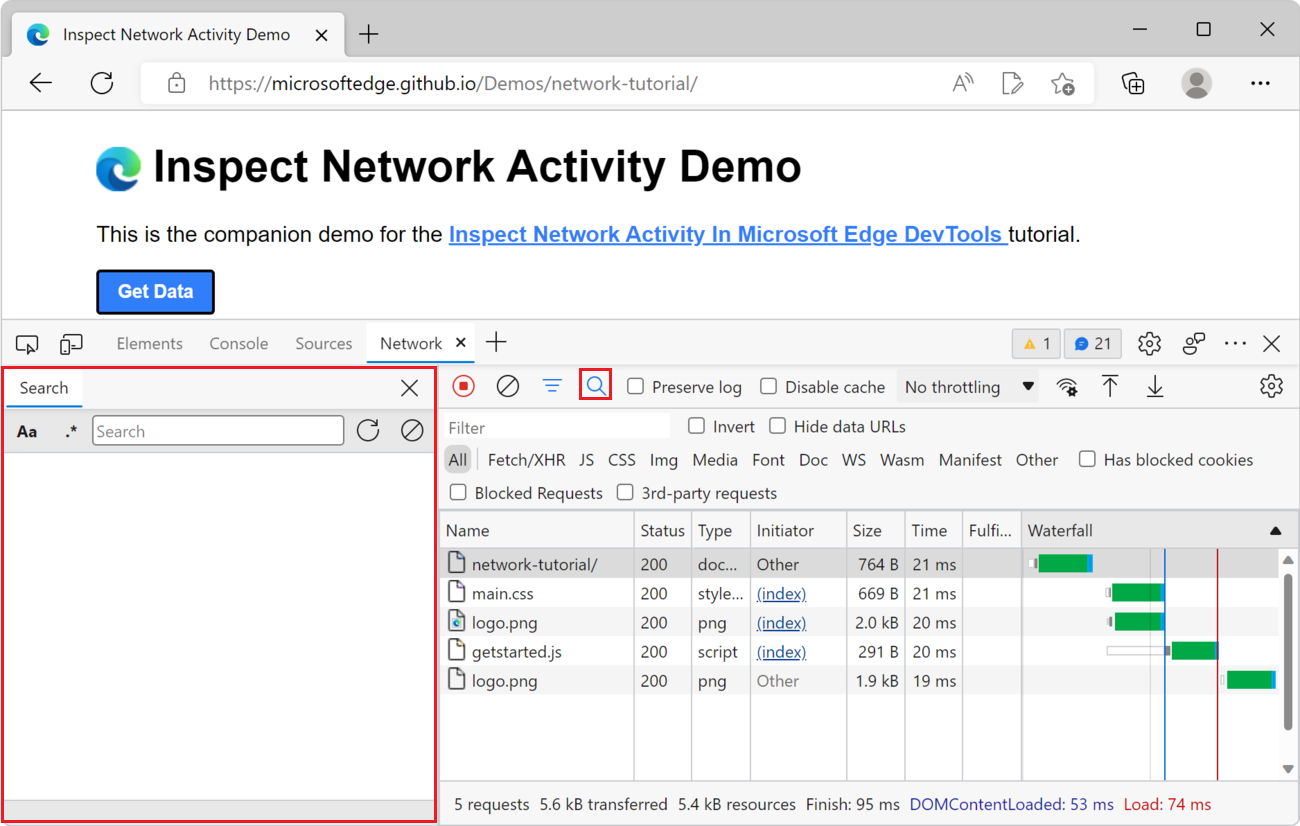 Inspect Network Activity Demo
https://microsoftedge.github.io/Demos/network-tutorial/
Inspect Network Activity Demo
This is the companion demo for the Inspect Network Activity In Microsoft Edge DevTools tutorial.
Get Data
Elements Console Sources Network 1 21
Search
Aa .* Search
Preserve log Disable cache No throttling
Filter Invert Hide data URLs
All Fetch/XHR JS CSS Img Media Font Doc WS Wasm Manifest Other Has blocked cookies
Blocked Requests 3rd-party requests
Name Status Type Initiator Size Time Fulfi... Waterfall
network-tutorial/ 200 doc... Other 764 B 21 ms
main.css 200 style... (index) 669 B 21 ms
logo.png 200 png (index) 2.0 kB 20 ms
getstarted.js 200 script (index) 291 B 20 ms
logo.png 200 png Other 1.9 kB 19 ms
5 requests 5.6 kB transferred 5.4 kB resources Finish: 95 ms DOMContentLoaded: 53 ms Load: 74 ms